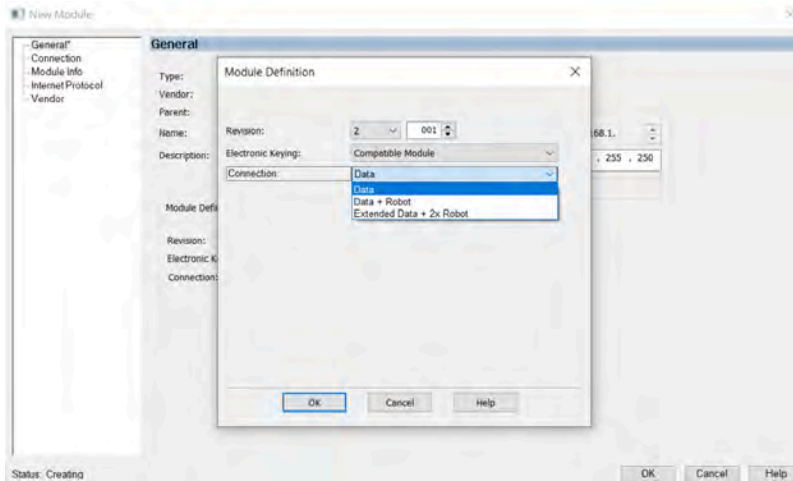 New Module
General*
Connection
Module Info
Internet Protocol
Vendor
General
Type:
Vendor:
Parent:
Name:
Description:
68.1.
. 255 . 250
Module Defi
Revision:
Electronic K
Connection:
Module Definition
Revision: 2 001
Electronic Keying: Compatible Module
Connection: Data
Data
Data + Robot
Extended Data + 2x Robot
OK Cancel Help
Status: Creating
OK Cancel Help